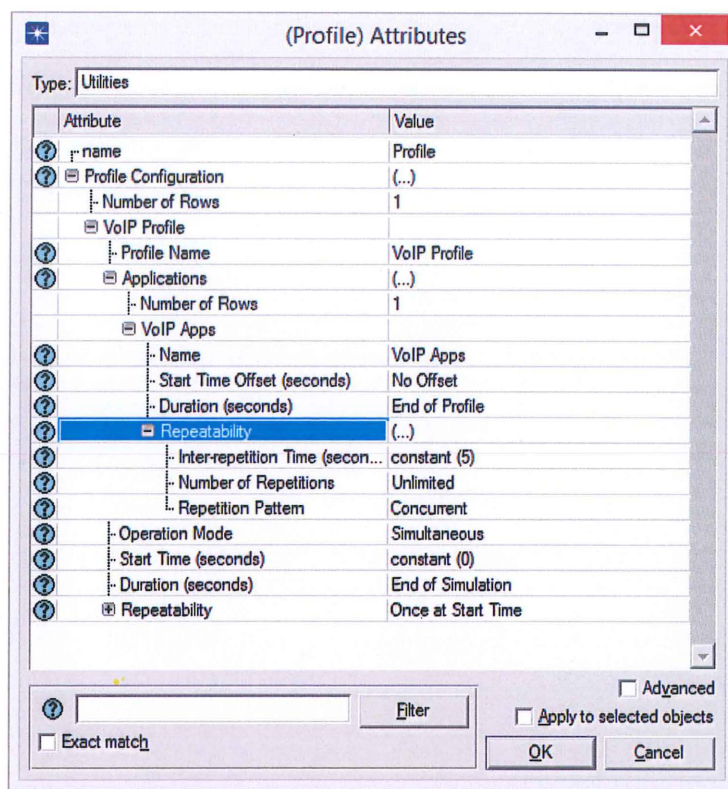 (Profile) Attributes
Type: Utilities
Attribute Value
name Profile
Profile Configuration (...)
Number of Rows 1
VoIP Profile
Profile Name VoIP Profile
Applications (...)
Number of Rows 1
VoIP Apps
Name VoIP Apps
Start Time Offset (seconds) No Offset
Duration (seconds) End of Profile
Repeatability (...)
Inter-repetition Time (secon... constant (5)
Number of Repetitions Unlimited
Repetition Pattern Concurrent
Operation Mode Simultaneous
Start Time (seconds) constant (0)
Duration (seconds) End of Simulation
Repeatability Once at Start Time
Advanced
Filter
Apply to selected objects
Exact match
OK Cancel